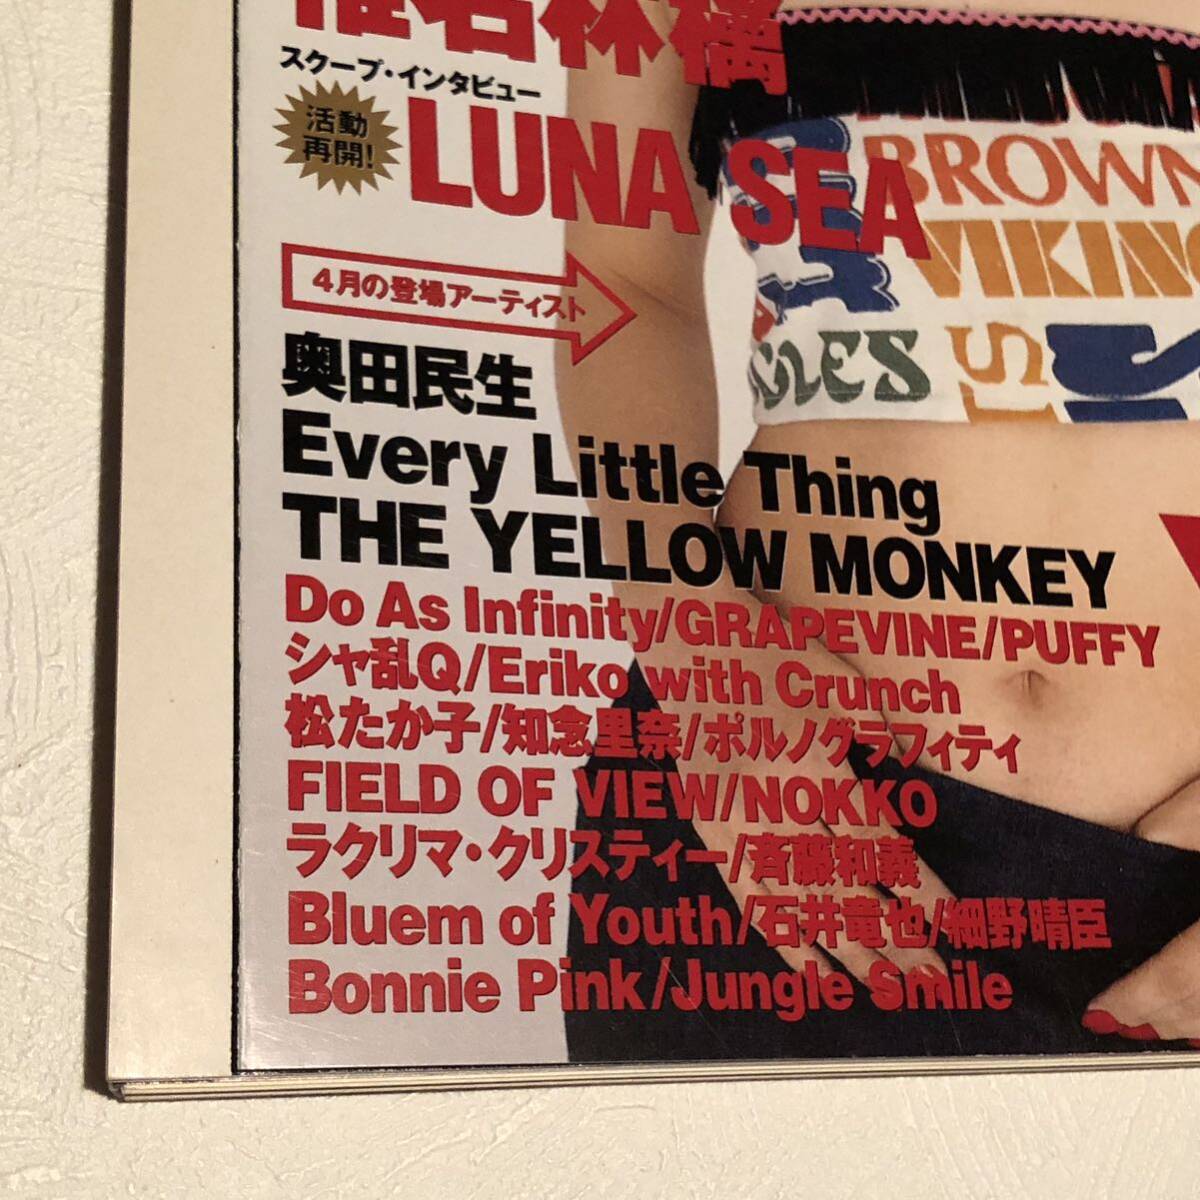 椎名林檎
スクープ・インタビュー
活動
再開!
LUNA SEA
4月の登場アーティスト
奥田民生
Every Little Thing
THE YELLOW MONKEY
Do As Infinity/GRAPEVINE/PUFFY
シャ乱Q/Eriko with Crunch
松たか子/知念里奈/ポルノグラフィティ
FIELD OF VIEW/NOKKO
ラクリマ・クリスティー/斉藤和義
Bluem of Youth/石井竜也/細野晴臣
Bonnie Pink/Jungle Smile
BROWN
VIKING